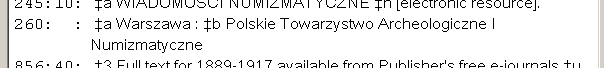 245:10: ‡a WIADOMOŚCI NUMIZMATYCZNE ‡h [electronic resource].
260: : ‡a Warszawa : ‡b Polskie Towarzystwo Archeologiczne I
Numizmatyczne
856:40: ‡3 Full text for 1889-1917 available from Publisher's free e-journals ‡u